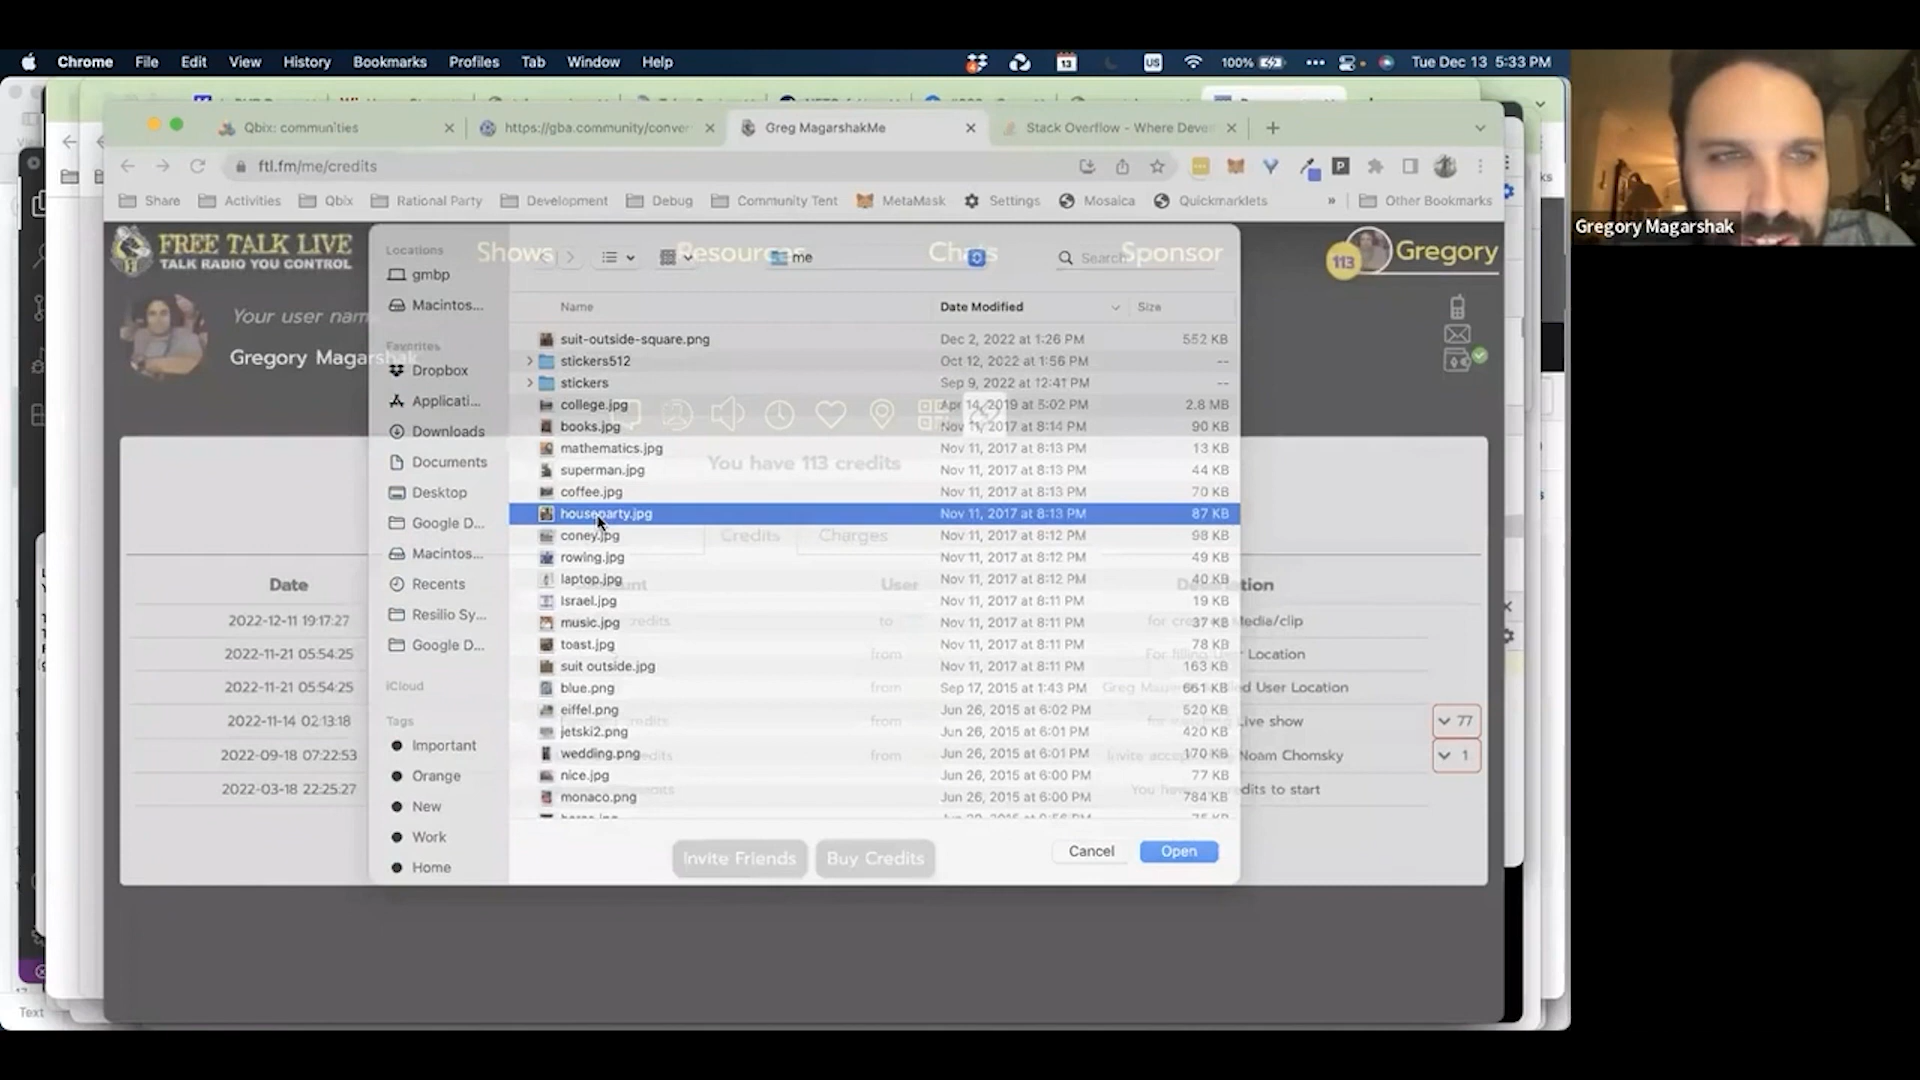 Chrome File Edit View History Bookmarks Profiles Tab Window Help 13 US 100% Tue Dec 13 5:33 PM
Qbix: communities https://gba.community/conver Greg MagarshakMe Stack Overflow - Where Deve
ftl.fm/me/credits
Share Activities Qbix Rational Party Development Debug Community Tent MetaMask Settings Mosaica Quickmarklets » Other Bookmarks
Gregory Magarshak
FREE TALK LIVE
TALK RADIO YOU CONTROL
Shows Resources Chats Sponsor
113 Gregory
me Search
Your user name
Gregory Magarshak
Locations
gmbp
Macintos...
Favorites
Dropbox
Applicati...
Downloads
Documents
Desktop
Google D...
Macintos...
Recents
Resilio Sy...
Google D...
iCloud
Tags
Important
Orange
New
Work
Home
Name Date Modified Size
suit-outside-square.png Dec 2, 2022 at 1:26 PM 552 KB
stickers512 Oct 12, 2022 at 1:56 PM --
stickers Sep 9, 2022 at 12:41 PM --
college.jpg Apr 14, 2019 at 5:02 PM 2.8 MB
books.jpg Nov 11, 2017 at 8:14 PM 90 KB
mathematics.jpg Nov 11, 2017 at 8:13 PM 13 KB
superman.jpg Nov 11, 2017 at 8:13 PM 44 KB
coffee.jpg Nov 11, 2017 at 8:13 PM 70 KB
houseparty.jpg Nov 11, 2017 at 8:13 PM 87 KB
coney.jpg Nov 11, 2017 at 8:12 PM 98 KB
rowing.jpg Nov 11, 2017 at 8:12 PM 49 KB
laptop.jpg Nov 11, 2017 at 8:12 PM 40 KB
Israel.jpg Nov 11, 2017 at 8:11 PM 19 KB
music.jpg Nov 11, 2017 at 8:11 PM 37 KB
toast.jpg Nov 11, 2017 at 8:11 PM 78 KB
suit outside.jpg Nov 11, 2017 at 8:11 PM 163 KB
blue.png Sep 17, 2015 at 1:43 PM 661 KB
eiffel.png Jun 26, 2015 at 6:02 PM 520 KB
jetski2.png Jun 26, 2015 at 6:01 PM 420 KB
wedding.png Jun 26, 2015 at 6:01 PM 170 KB
nice.jpg Jun 26, 2015 at 6:00 PM 77 KB
monaco.png Jun 26, 2015 at 6:00 PM 784 KB
You have 113 credits
Credits Charges
Date User
2022-12-11 19:17:27 credits to Media/clip
2022-11-21 05:54:25 from For filling User Location
2022-11-21 05:54:25 from User Location
2022-11-14 02:13:18 credits from Live show 77
2022-09-18 07:22:53 from Noam Chomsky 1
2022-03-18 22:25:27 to start
Invite Friends Buy Credits
Cancel Open
Text